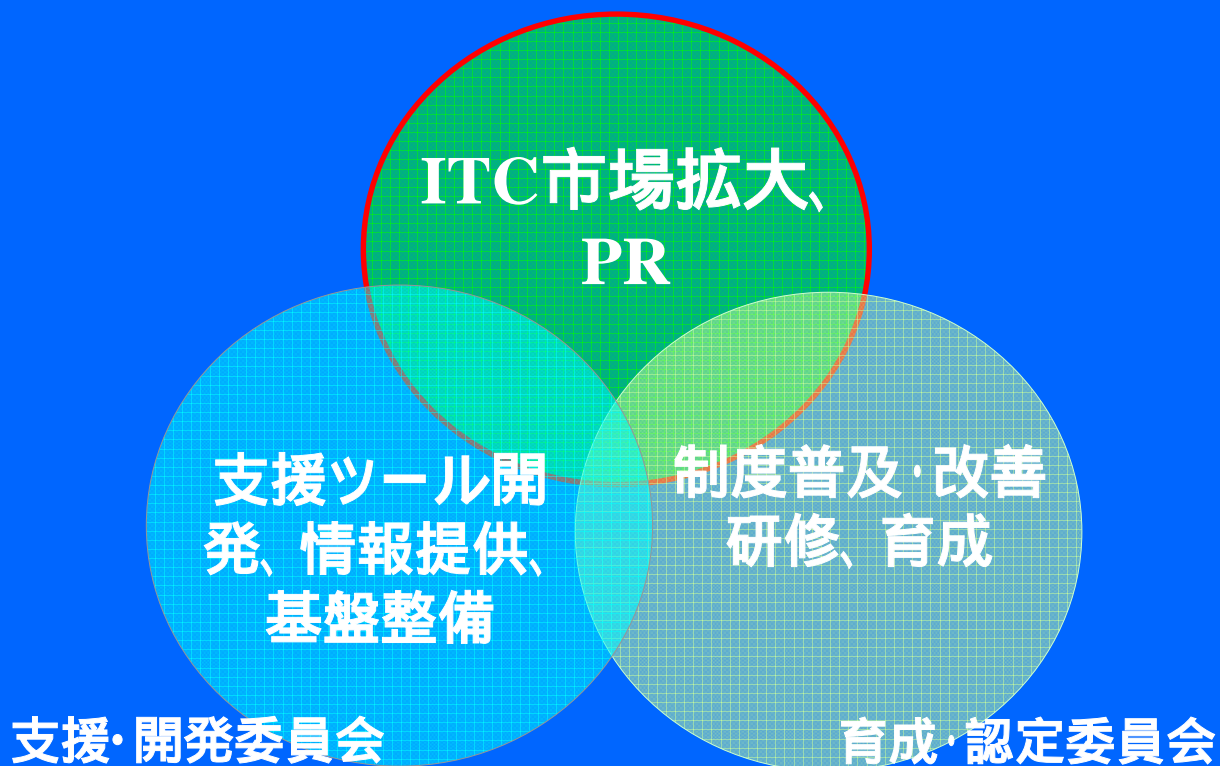 ITC市場拡大、
PR
支援ツール開
発、情報提供、
基盤整備
制度普及・改善
研修、育成
支援・開発委員会
育成・認定委員会